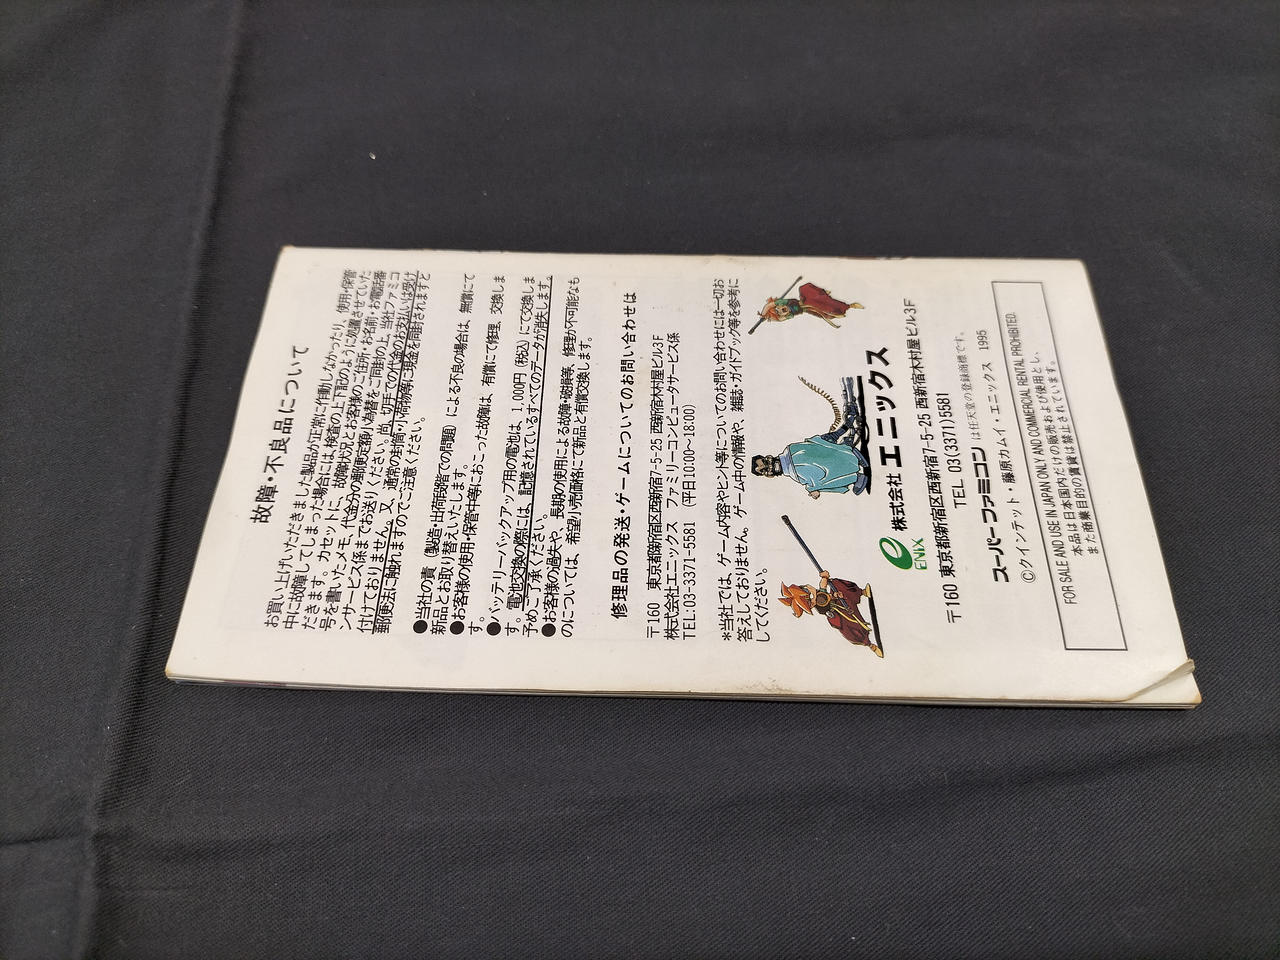 故障・不良品について
お買い上げいただきました製品が正常に作動しなかったり、使用・保管
中に故障してしまった場合には、検査の上下記のように処置させていた
だきます。カセットに、故障状況とお客様のご住所・お名前・お電話番
号を書いたメモ、代金分の郵便定額小為替をご同封の上、当社ファミコ
ンサービス係までお送りください。尚、切手での代金のお支払いは受け
付けておりません。又、通常の封筒・小荷物等に現金を同封されますと
郵便法に触れますのでご注意ください。
●当社の責（製造・出荷段階での問題）による不良の場合は、無償にて
新品とお取り替えいたします。
●お客様の使用・保管中等におこった故障は、有償にて修理、交換しま
す。
●バッテリーバックアップ用の電池は、1,000円（税込）にて交換しま
す。電池交換の際には、記憶されているすべてのデータが消失します。
予めご了承ください。
●お客様の過失や、長期の使用による故障・破損等、修理が不可能なも
のについては、希望小売価格にて新品と有償交換します。
修理品の発送・ゲームについてのお問い合わせは
〒160 東京都新宿区西新宿7-5-25 西新宿木村屋ビル3F
株式会社エニックス ファミリーコンピュータサービス係
TEL:03-3371-5581 (平日10:00~18:00)
＊当社では、ゲーム内容やヒント等についてのお問い合わせには一切お
答えしておりません。ゲーム中の情報や、雑誌・ガイドブック等を参考に
してください。
ENIX 株式会社 エニックス
〒160 東京都新宿区西新宿7-5-25 西新宿木村屋ビル3F
TEL 03(3371)5581
スーパーファミコン は任天堂の登録商標です。
©クインテット・藤原カムイ・エニックス 1995
FOR SALE AND USE IN JAPAN ONLY AND COMMERCIAL RENTAL PROHIBITED.
本品は日本国内だけの販売および使用とし、
また商業目的の賃貸は禁止されています。